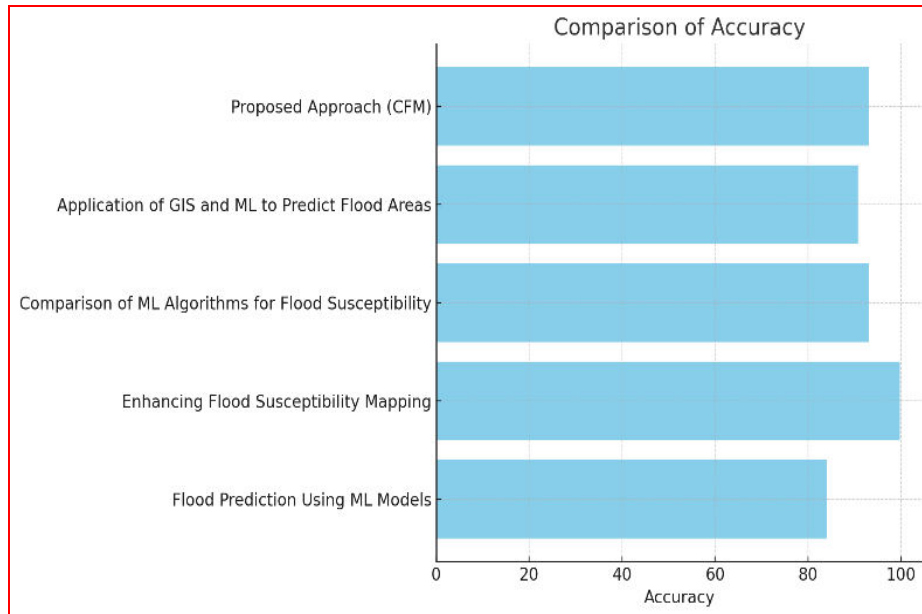 Comparison of Accuracy
Proposed Approach (CFM)
Application of GIS and ML to Predict Flood Areas
Comparison of ML Algorithms for Flood Susceptibility
Enhancing Flood Susceptibility Mapping
Flood Prediction Using ML Models
0 20 40 60 80 100
Accuracy